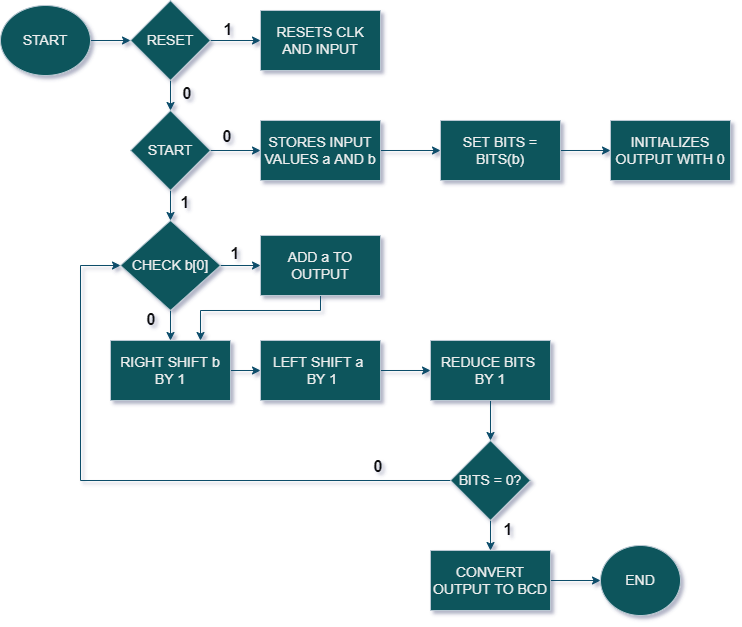 START
RESET
1
RESETS CLK
AND INPUT
0
START
0
STORES INPUT
VALUES a AND b
SET BITS =
BITS(b)
INITIALIZES
OUTPUT WITH 0
1
CHECK b[0]
1
ADD a TO
OUTPUT
0
RIGHT SHIFT b
BY 1
LEFT SHIFT a
BY 1
REDUCE BITS
BY 1
0
BITS = 0?
1
CONVERT
OUTPUT TO BCD
END